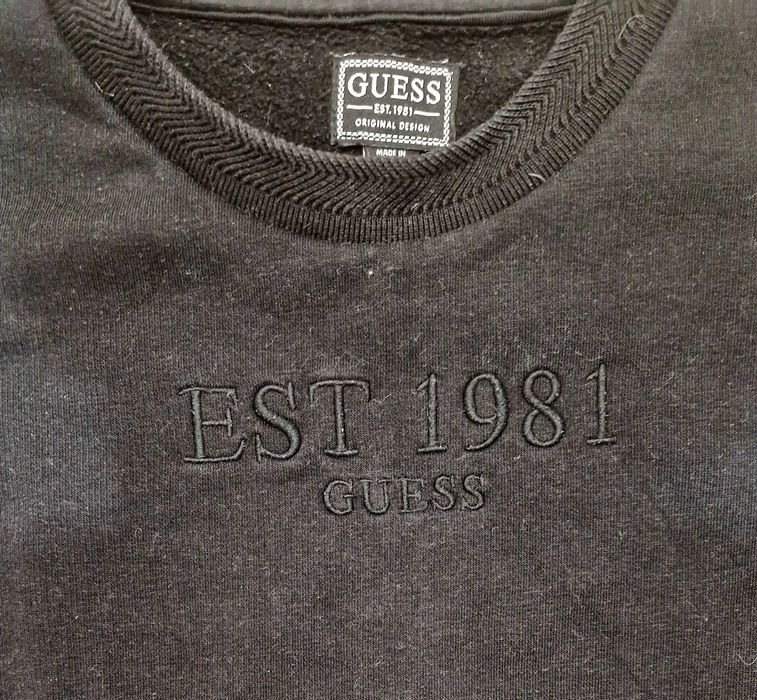 GUESS
EST. 1981
ORIGINAL DESIGN
MADE IN
EST 1981
GUESS